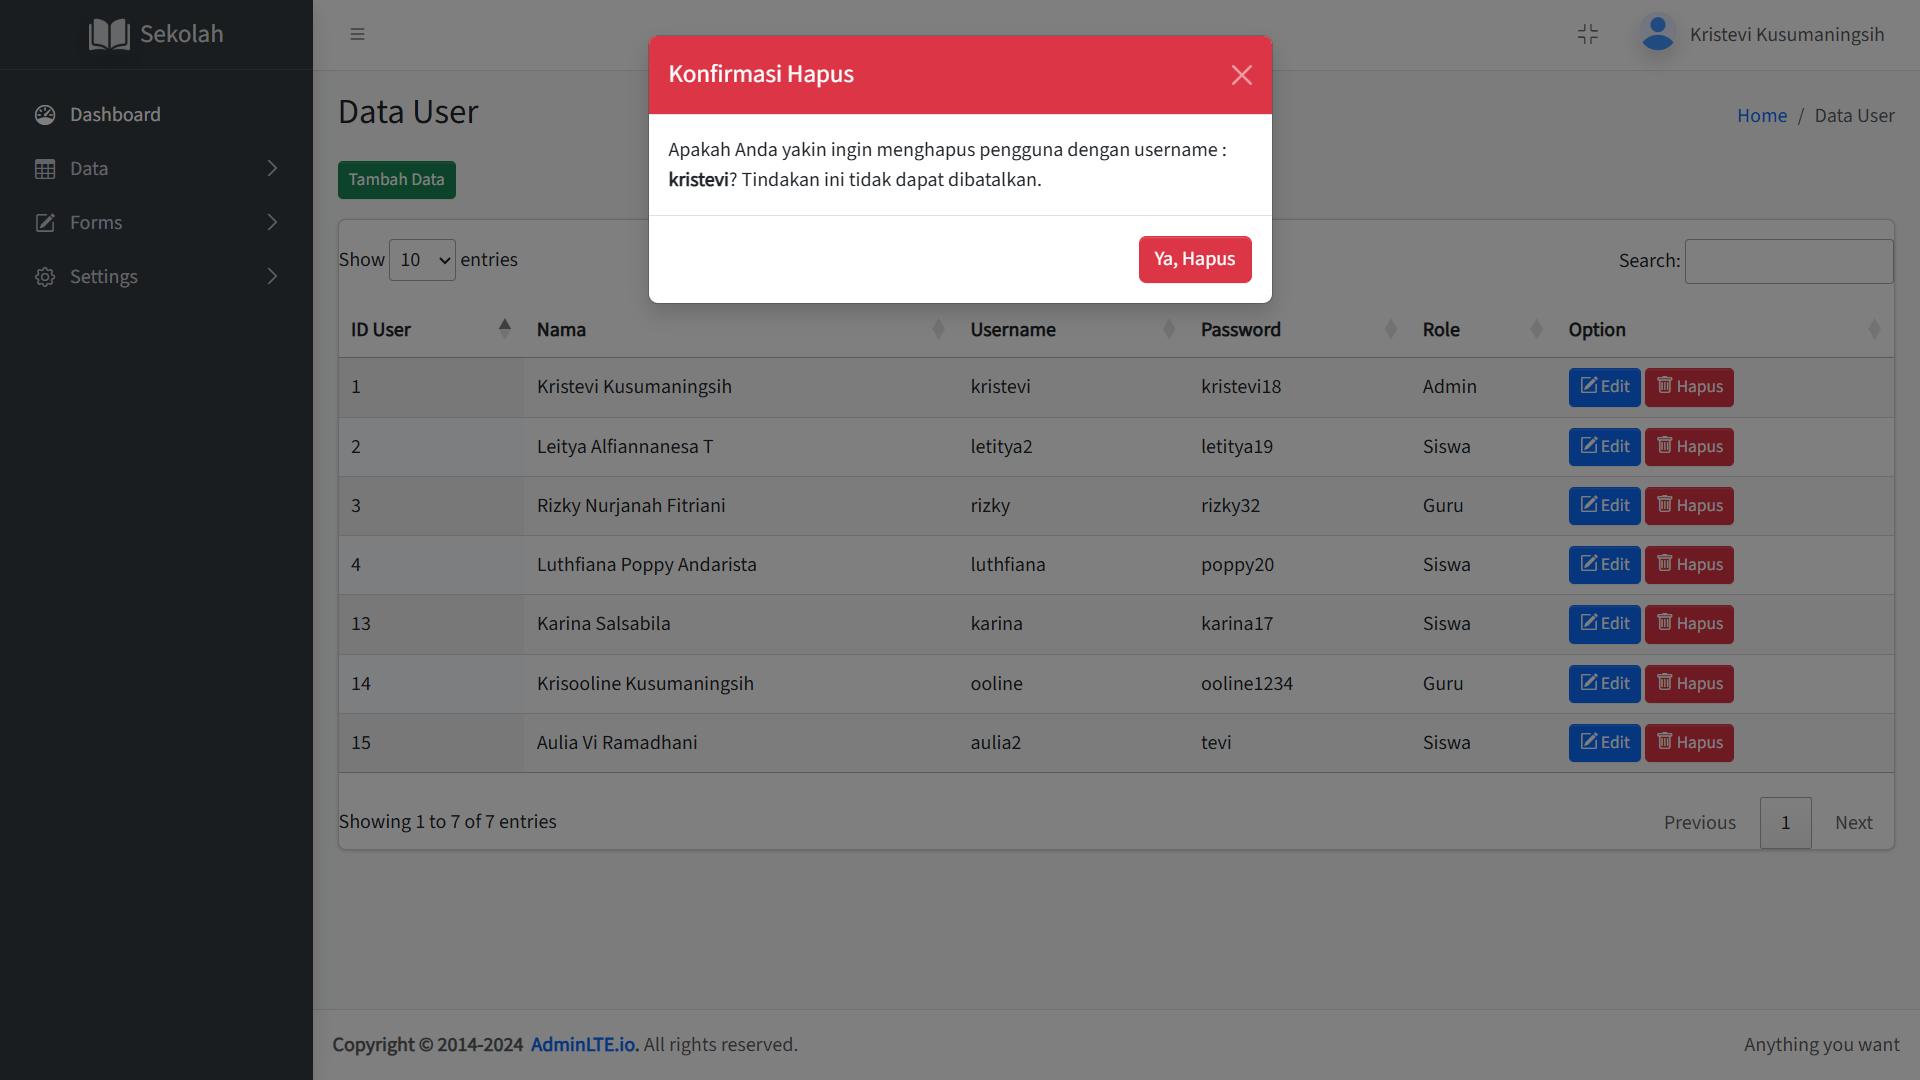 Sekolah
Kristevi Kusumaningsih
Dashboard
Data
Forms
Settings
Konfirmasi Hapus
Apakah Anda yakin ingin menghapus pengguna dengan username :
kristevi? Tindakan ini tidak dapat dibatalkan.
Ya, Hapus
Data User
Home / Data User
Tambah Data
Show 10 entries
Search:
ID User Nama Username Password Role Option
1 Kristevi Kusumaningsih kristevi kristevi18 Admin Edit Hapus
2 Leitya Alfiannanesa T letitya2 letitya19 Siswa Edit Hapus
3 Rizky Nurjanah Fitriani rizky rizky32 Guru Edit Hapus
4 Luthfiana Poppy Andarista luthfiana poppy20 Siswa Edit Hapus
13 Karina Salsabila karina karina17 Siswa Edit Hapus
14 Krisooline Kusumaningsih ooline ooline1234 Guru Edit Hapus
15 Aulia Vi Ramadhani aulia2 tevi Siswa Edit Hapus
Showing 1 to 7 of 7 entries
Previous 1 Next
Copyright © 2014-2024 AdminLTE.io. All rights reserved.
Anything you want